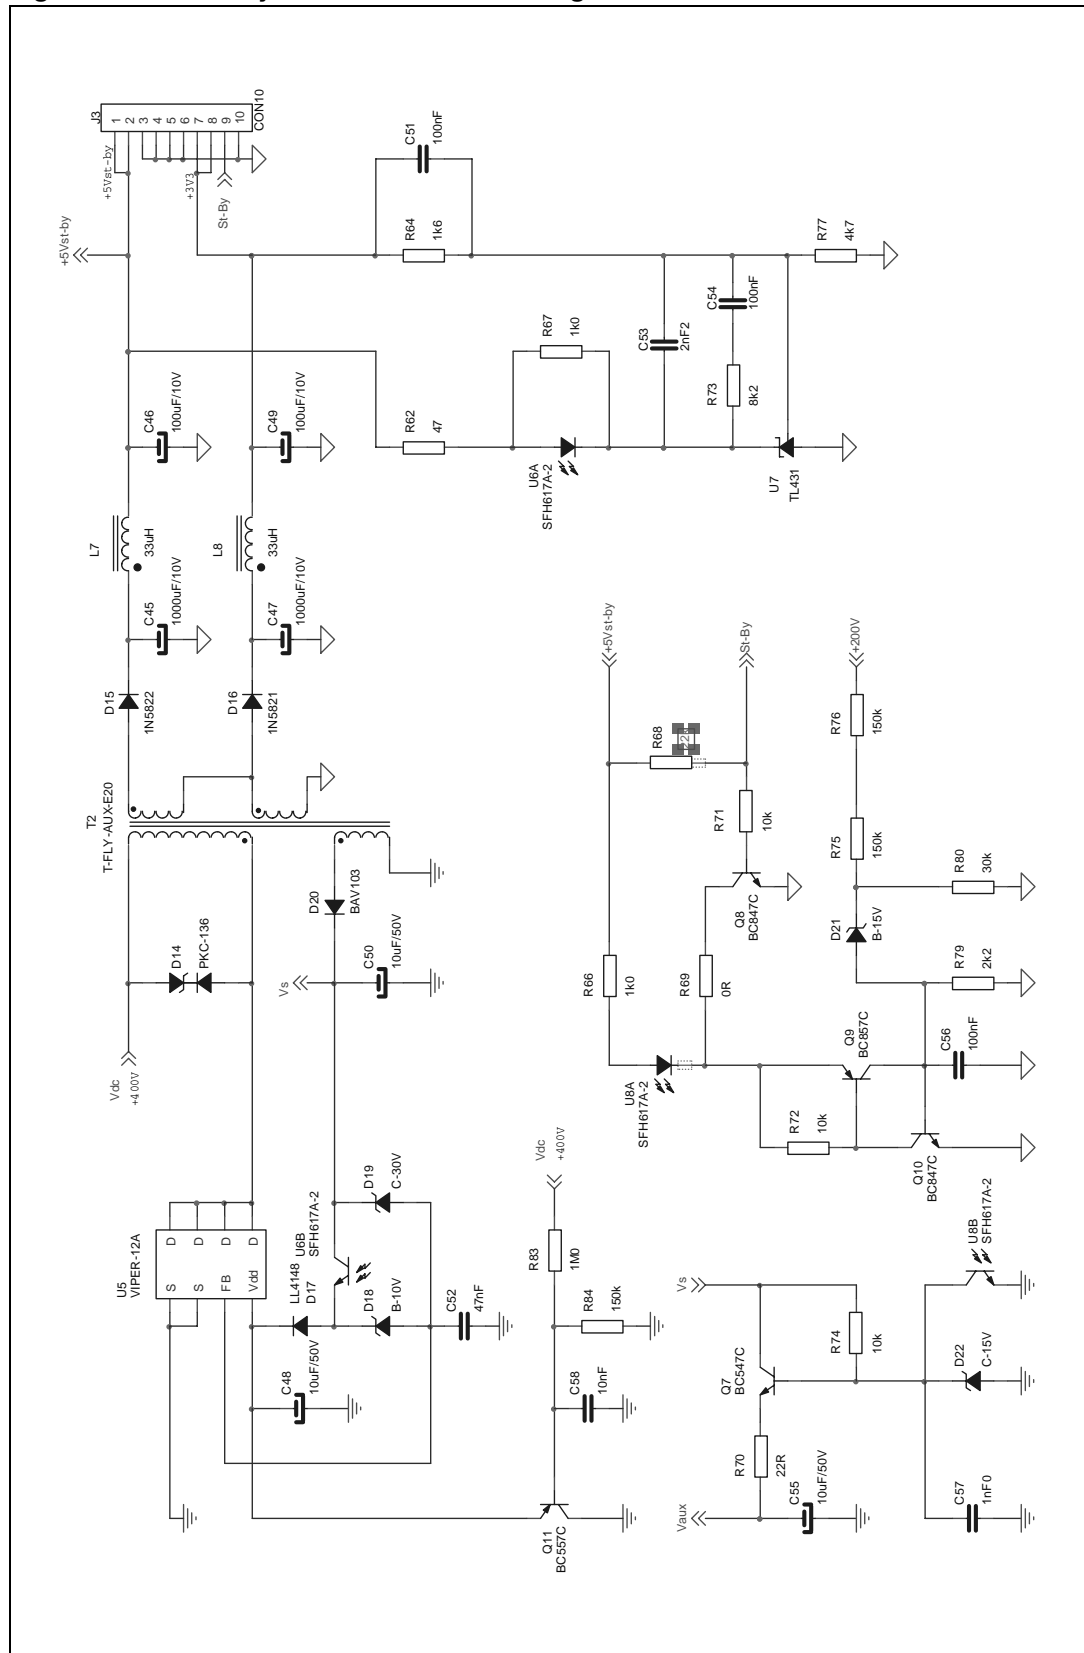 J3
CON10
1
2
3
4
5
6
7
8
9
10
+5Vst-by
+3V3
St-By
+5Vst-by
C51
100nF
R64
1k6
R77
4k7
C54
100nF
C53
2nF2
R73
8k2
R67
1k0
R62
47
U6A
SFH617A-2
U7
TL431
C46
100uF/10V
C49
100uF/10V
L7
33uH
L8
33uH
C45
1000uF/10V
C47
1000uF/10V
D15
1N5822
D16
1N5821
T2
T-FLY-AUX-E20
D14
PKC-136
D20
BAV103
C50
10uF/50V
Vs
Vdc
+400V
U5
VIPER-12A
S
S
FB
Vdd
D
D
D
D
LL4148
D17
U6B
SFH617A-2
D19
C-30V
D18
B-10V
C52
47nF
C48
10uF/50V
Vdc
+400V
R83
1M0
R84
150k
C58
10nF
Q11
BC557C
+5Vst-by
St-By
+200V
R68
R71
10k
R76
150k
R75
150k
R80
30k
Q8
BC847C
D21
B-15V
R79
2k2
R66
1k0
R69
0R
U8A
SFH617A-2
Q9
BC857C
C56
100nF
R72
10k
Q10
BC847C
U8B
SFH617A-2
Vs
R74
10k
D22
C-15V
Q7
BC547C
R70
22R
Vaux
C55
10uF/50V
C57
1nF0